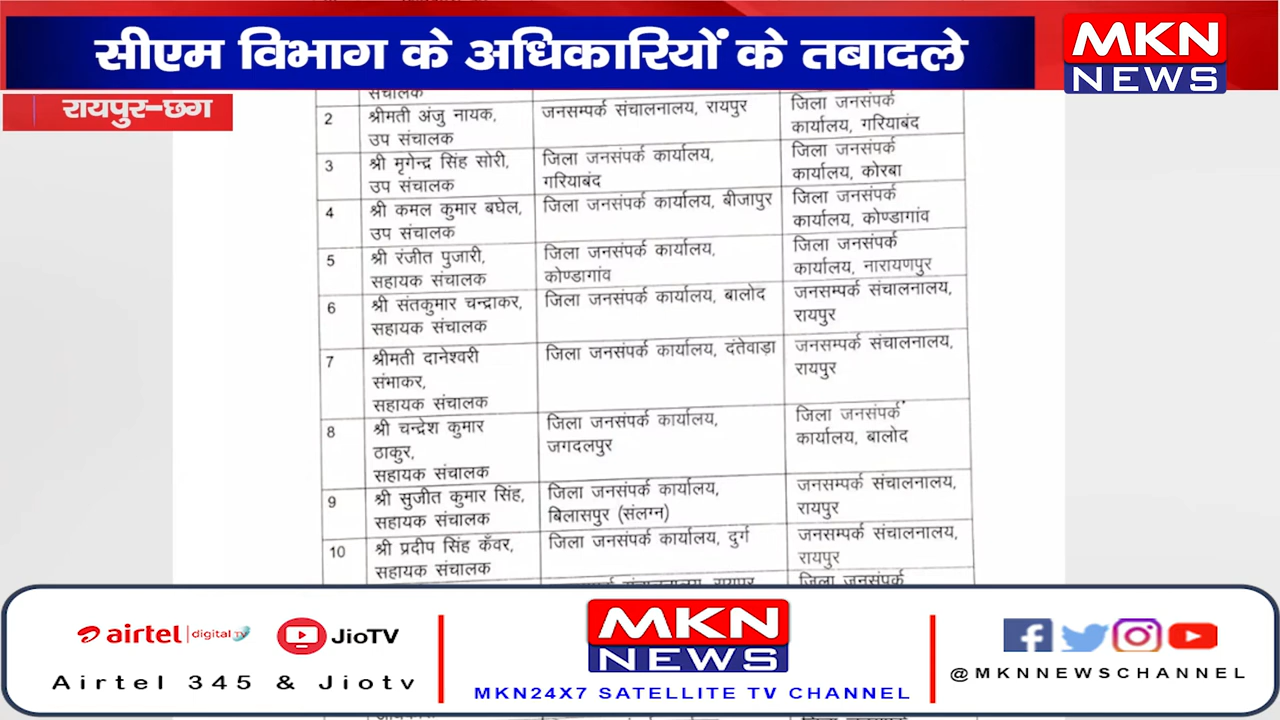 सीएम विभाग के अधिकारियों के तबादले
MKN
NEWS
रायपुर-छग
संचालक
2 श्रीमती अंजु नायक, जनसम्पर्क संचालनालय, रायपुर जिला जनसंपर्क
उप संचालक कार्यालय, गरियाबंद
3 श्री मृगेन्द्र सिंह सोरी, जिला जनसंपर्क कार्यालय, जिला जनसंपर्क
उप संचालक गरियाबंद कार्यालय, कोरबा
4 श्री कमल कुमार बघेल, जिला जनसंपर्क कार्यालय, बीजापुर जिला जनसंपर्क
उप संचालक कार्यालय, कोण्डागांव
5 श्री रंजीत पुजारी, जिला जनसंपर्क कार्यालय, जिला जनसंपर्क
सहायक संचालक कोण्डागांव कार्यालय, नारायणपुर
6 श्री संतकुमार चन्द्राकर, जिला जनसंपर्क कार्यालय, बालोद जनसम्पर्क संचालनालय,
सहायक संचालक रायपुर
7 श्रीमती दानेश्वरी जिला जनसंपर्क कार्यालय, दंतेवाड़ा जनसम्पर्क संचालनालय,
संभाकर, रायपुर
सहायक संचालक
8 श्री चन्द्रेश कुमार जिला जनसंपर्क कार्यालय, जिला जनसंपर्क
ठाकुर, जगदलपुर कार्यालय, बालोद
सहायक संचालक
9 श्री सुजीत कुमार सिंह, जिला जनसंपर्क कार्यालय, जनसम्पर्क संचालनालय,
सहायक संचालक बिलासपुर (संलग्न) रायपुर
10 श्री प्रदीप सिंह कँवर, जिला जनसंपर्क कार्यालय, दुर्ग जनसम्पर्क संचालनालय,
सहायक संचालक रायपुर
संचालनालय, रायपुर जिला जनसंपर्क
airtel digital TV JioTV
Airtel 345 & Jiotv
MKN
NEWS
MKN24X7 SATELLITE TV CHANNEL
@MKNNEWSCHANNEL